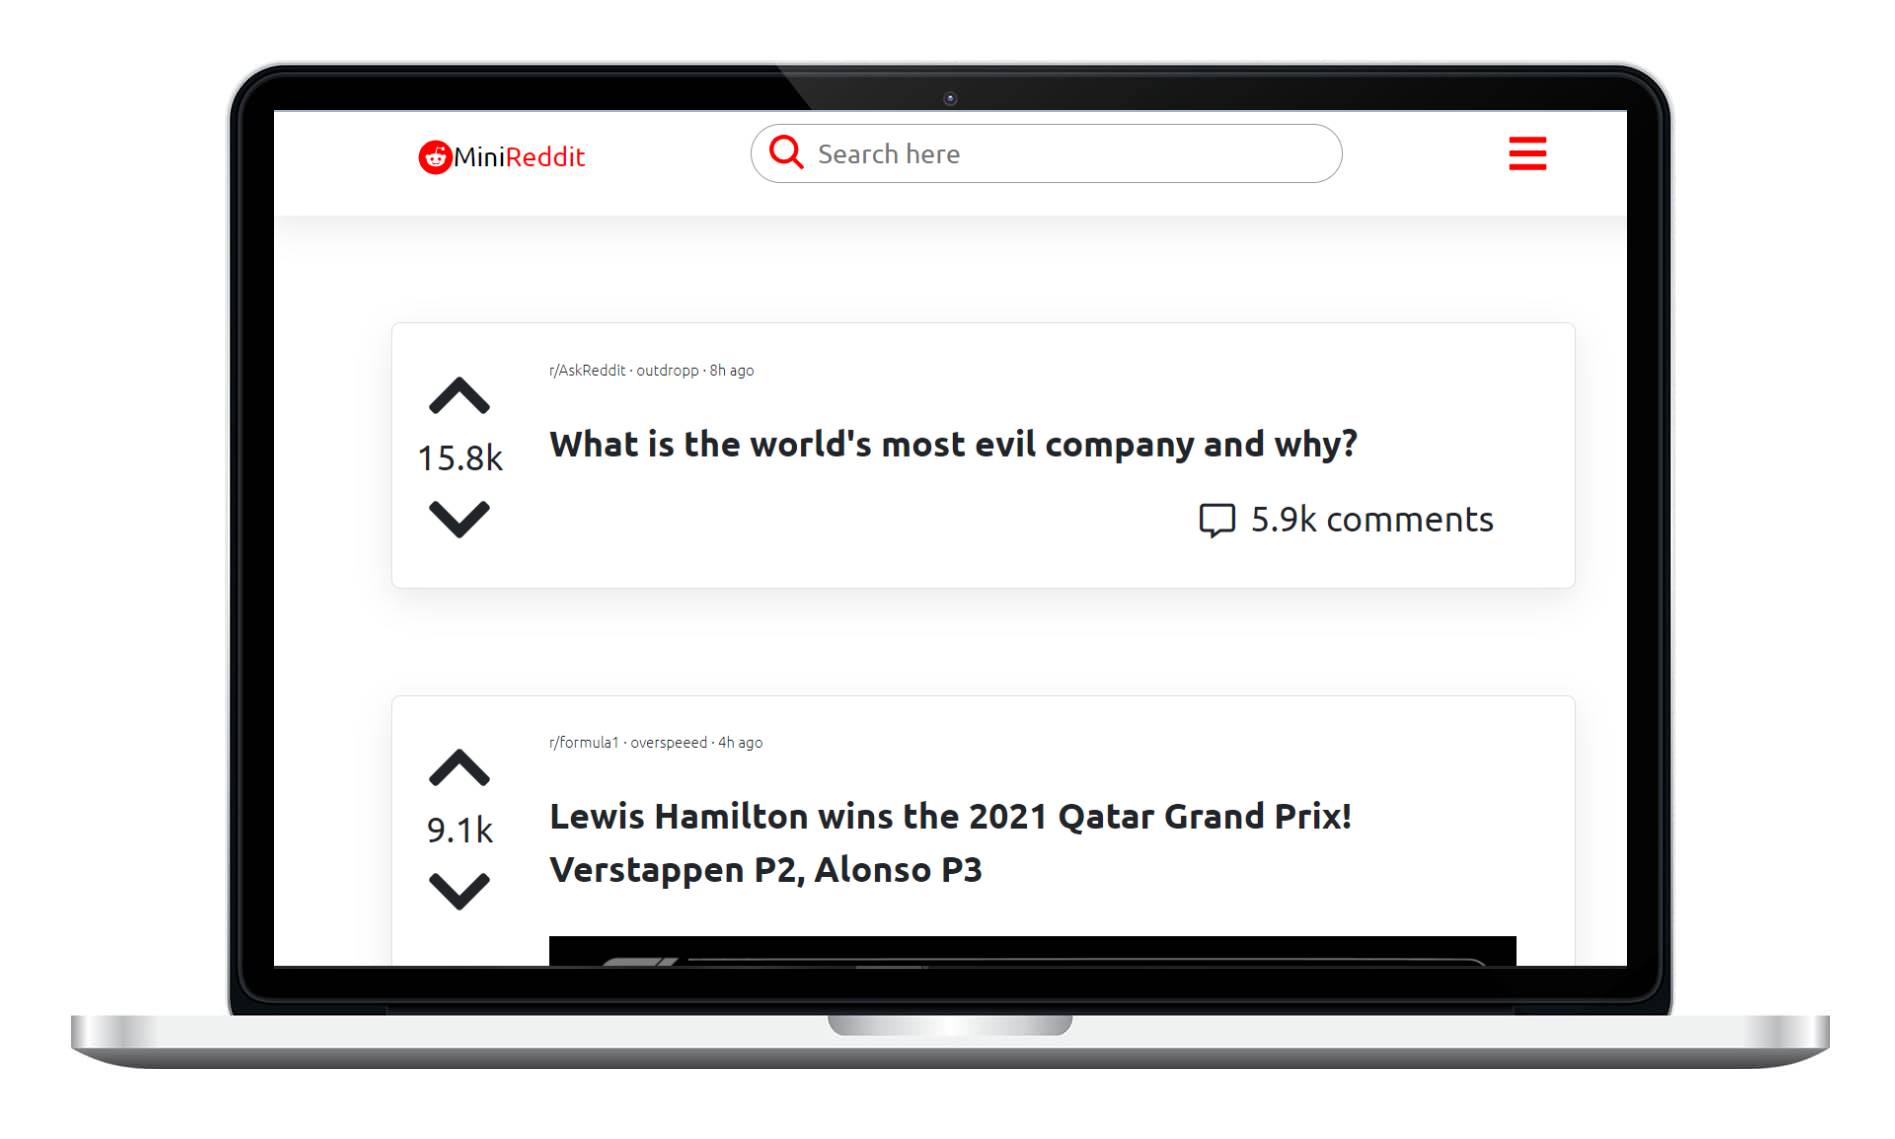 MiniReddit
Search here
r/AskReddit · outdropp · 8h ago
What is the world's most evil company and why?
15.8k
5.9k comments
r/formula1 · overspeeed · 4h ago
Lewis Hamilton wins the 2021 Qatar Grand Prix!
Verstappen P2, Alonso P3
9.1k